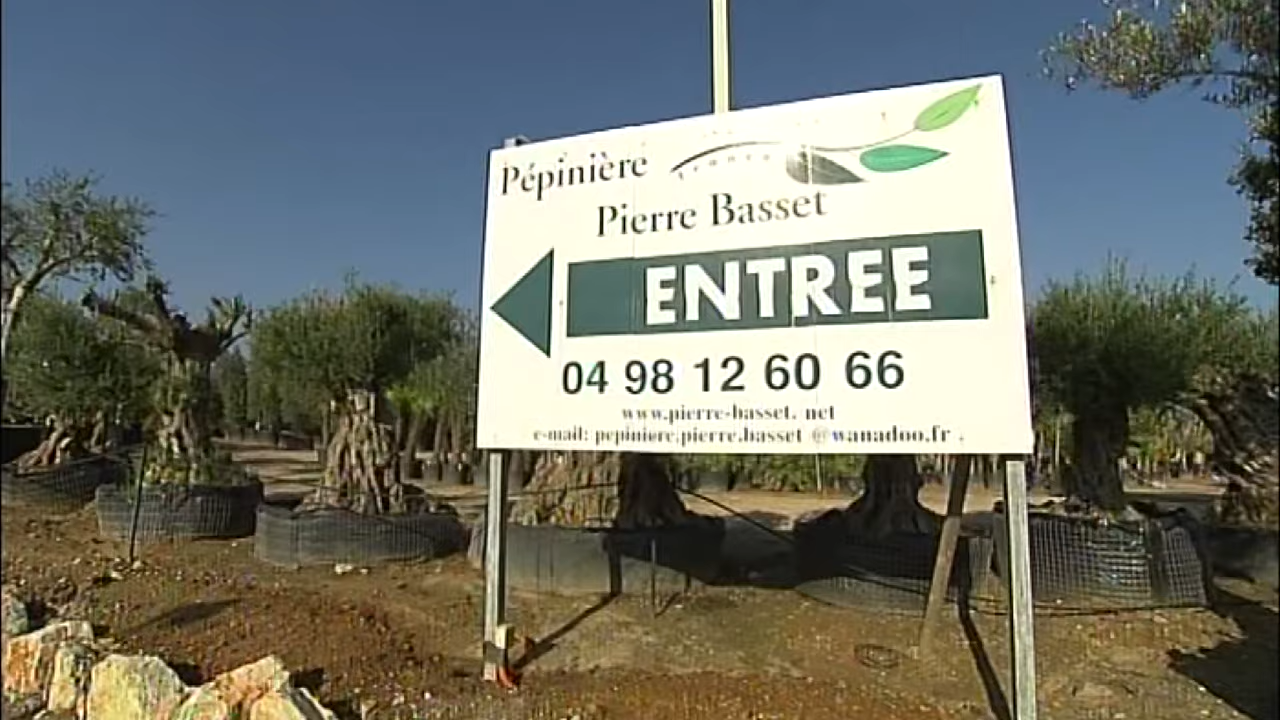 Pépinière
Pierre Basset
ENTREE
04 98 12 60 66
www.pierre-basset. net
e-mail: pepiniere.pierre.basset @wanadoo.fr